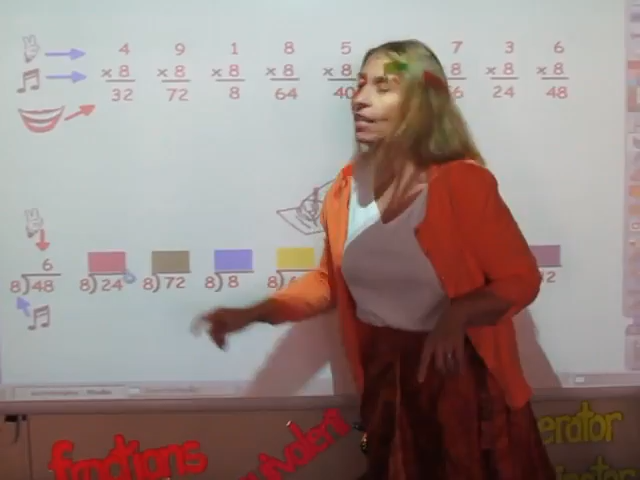 4 9 1 8 5 7 3 6
× 8 × 8 × 8 × 8 × 8 8 × 8 × 8
32 72 8 64 40 56 24 48
6
8)48 8)24 8)72 8)8 8)
fractions
erator